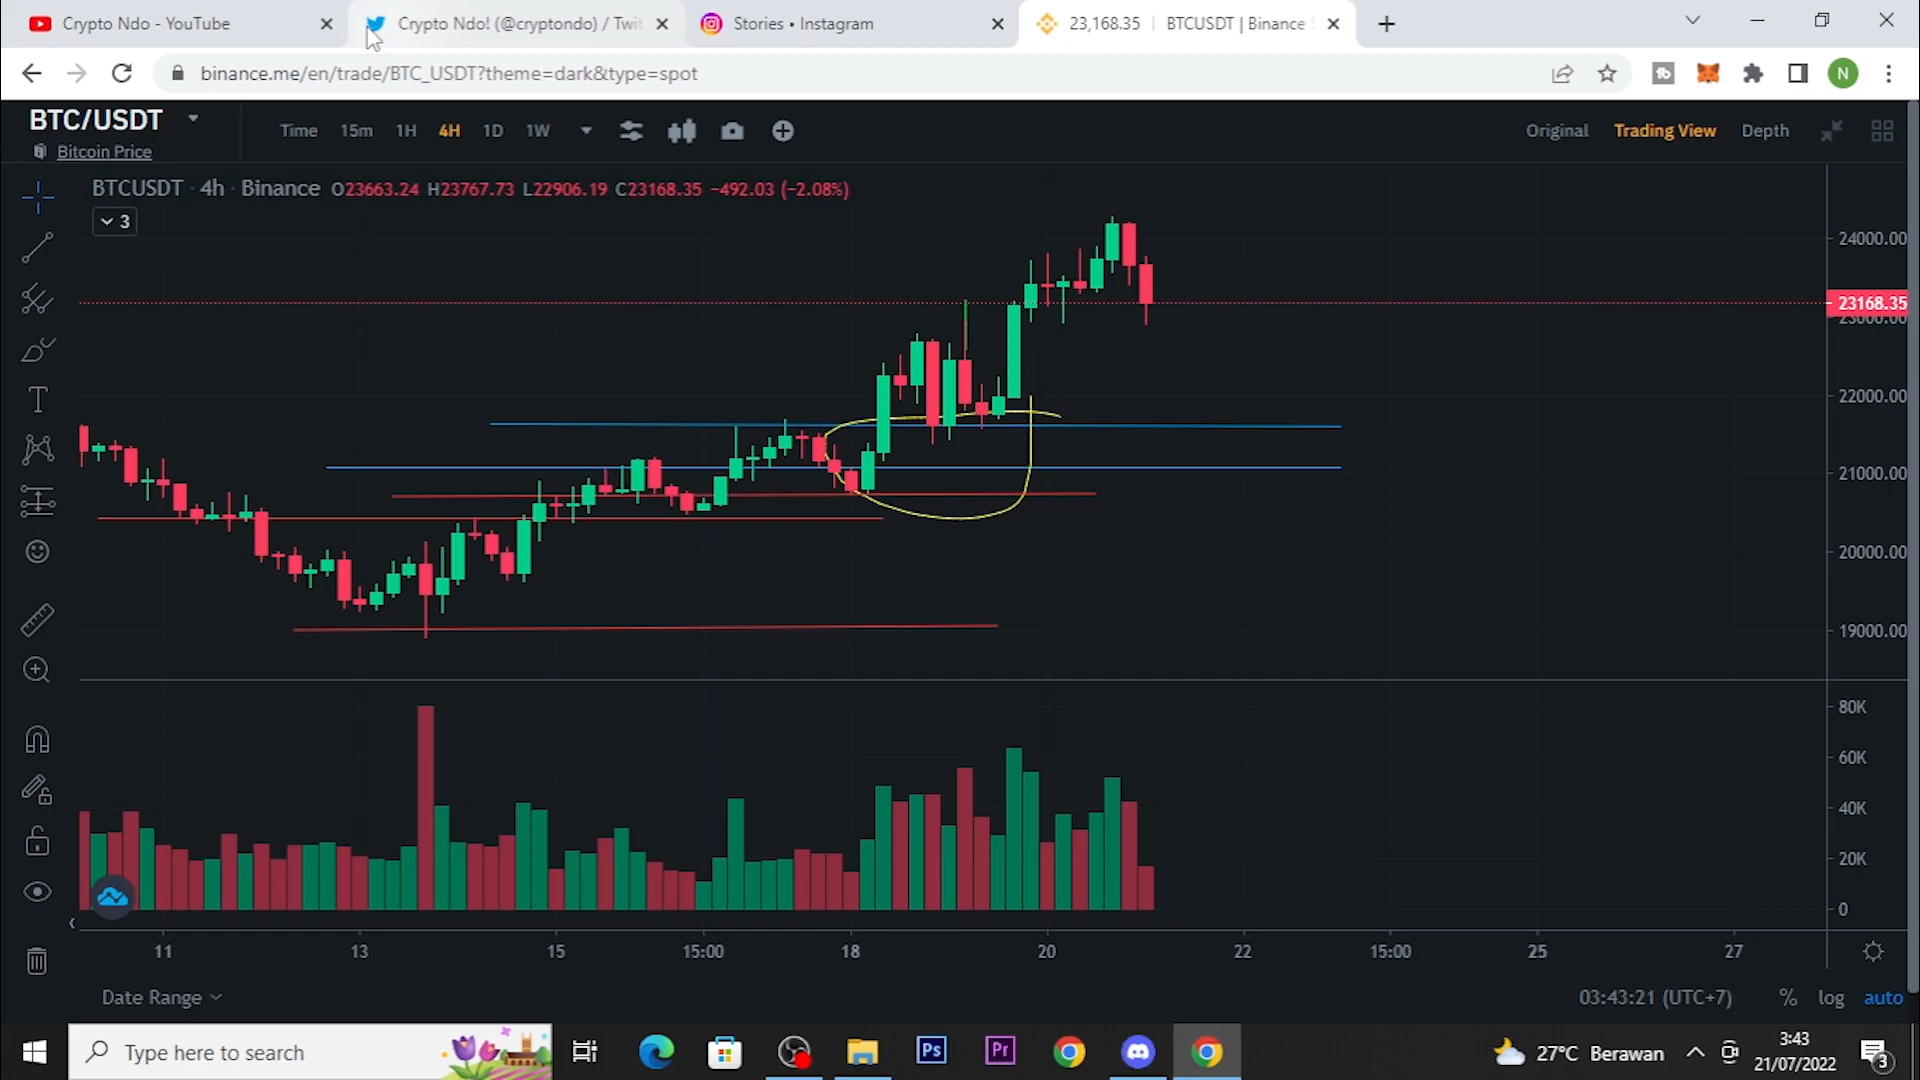 Crypto Ndo - YouTube
Crypto Ndo! (@cryptondo) / Twit
Stories • Instagram
23,168.35 | BTCUSDT | Binance S
binance.me/en/trade/BTC_USDT?theme=dark&type=spot
N
BTC/USDT
Bitcoin Price
Time 15m 1H 4H 1D 1W
Original Trading View Depth
BTCUSDT · 4h · Binance O23663.24 H23767.73 L22906.19 C23168.35 −492.03 (−2.08%)
3
24000.00
23168.35
23000.00
22000.00
21000.00
20000.00
19000.00
80K
60K
40K
20K
0
11 13 15 15:00 18 20 22 15:00 25 27
Date Range
03:43:21 (UTC+7) % log auto
Type here to search
Ps
Pr
27°C Berawan
3:43
21/07/2022
3